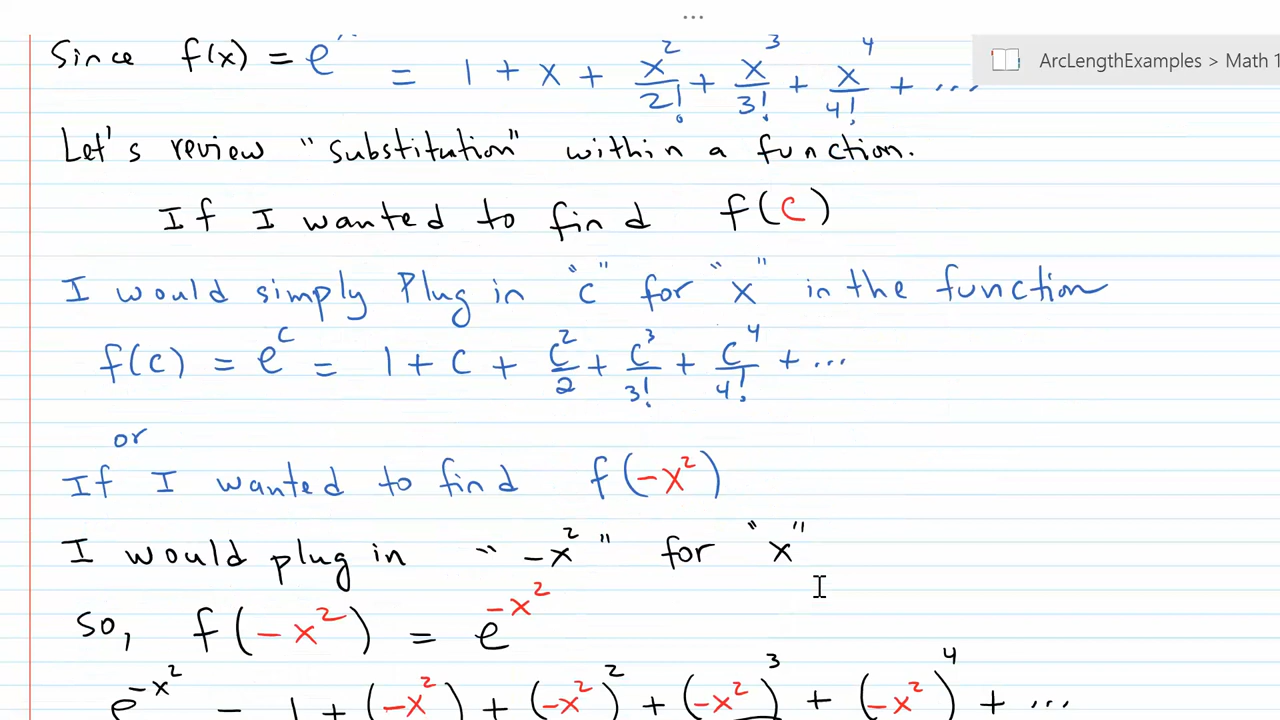 ...
Since f(x) = e^x = 1 + x + x²/2! + x³/3! + x⁴/4! + ...
ArcLengthExamples > Math 1
Let's review "substitution" within a function.
If I wanted to find f(c)
I would simply Plug in "c" for "x" in the function
f(c) = e^c = 1 + c + c²/2 + c³/3! + c⁴/4! + ...
or
If I wanted to find f(-x²)
I would plug in "-x²" for "x"
So, f(-x²) = e^-x²
e^-x² = 1 + (-x²) + (-x²)² + (-x²)³ + (-x²)⁴ + ...